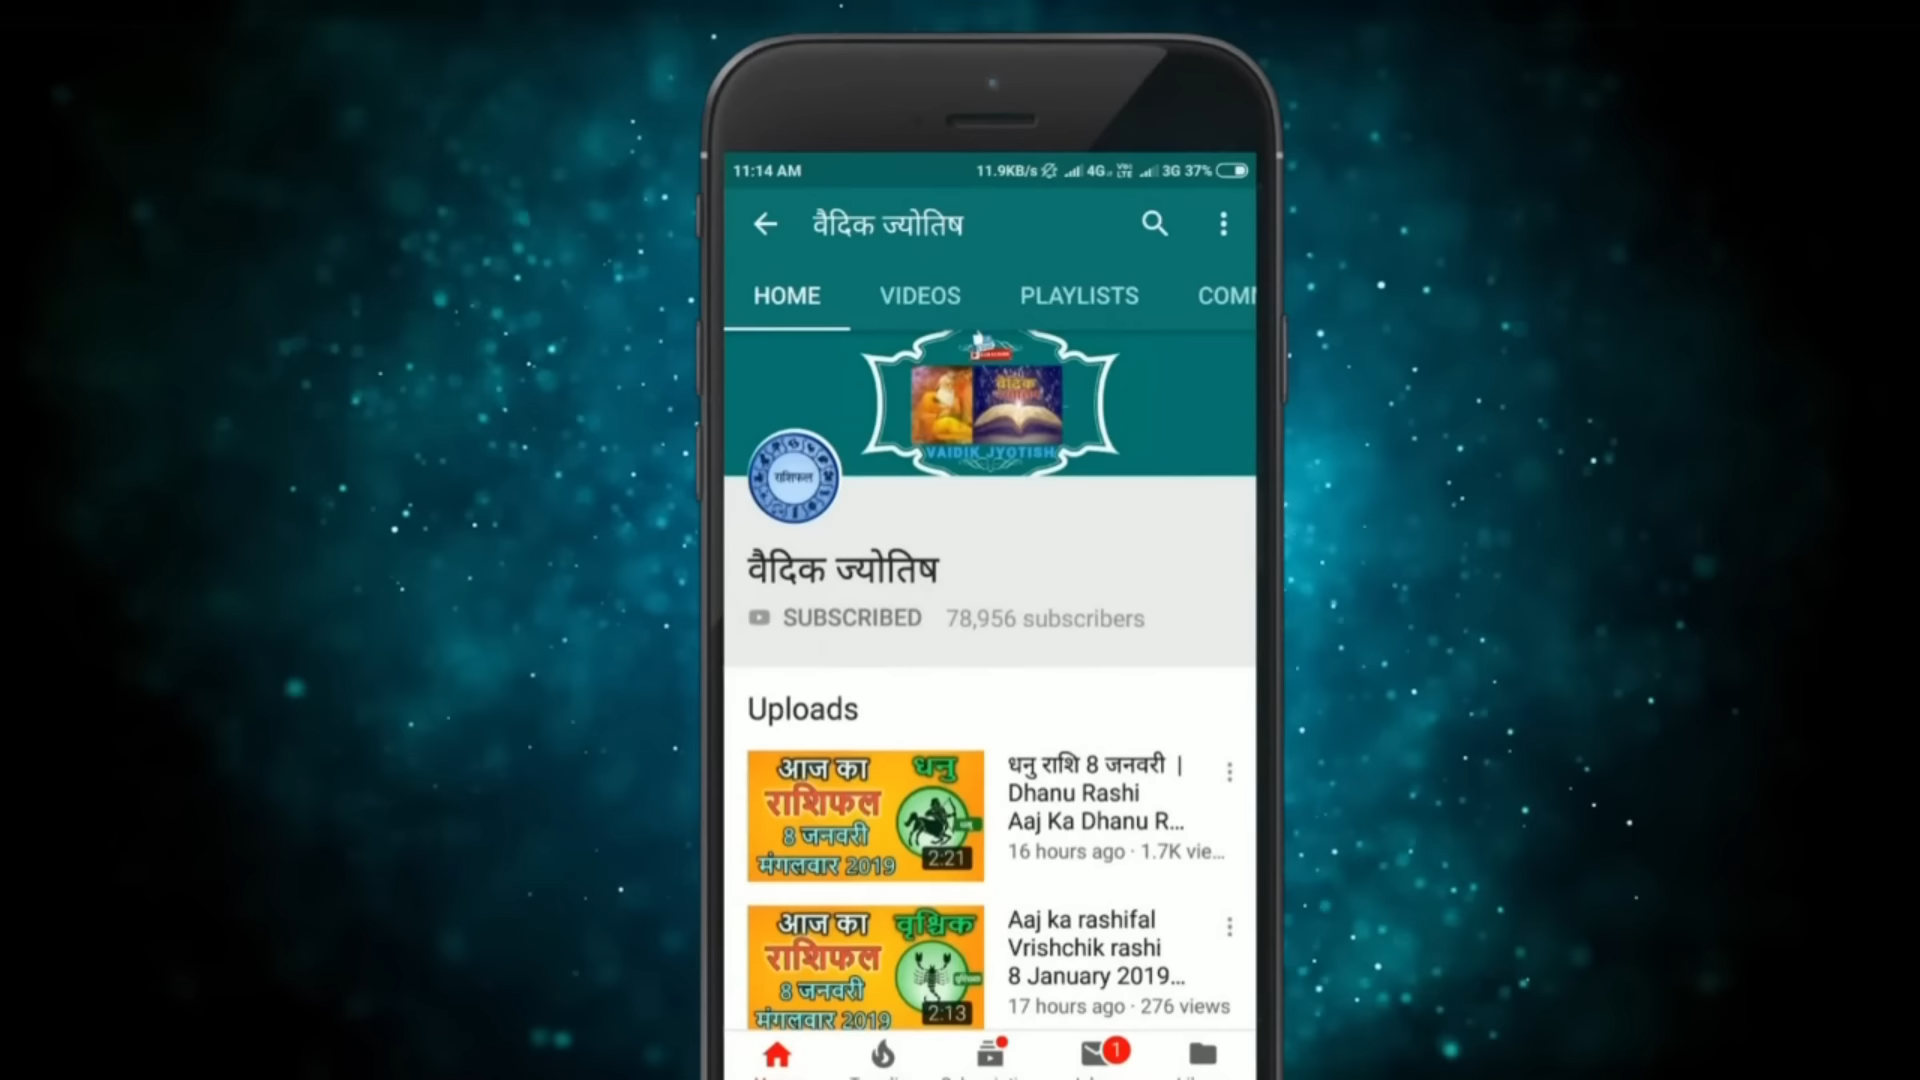 11:14 AM 11.9KB/s 4G VoLTE 3G 37%
वैदिक ज्योतिष
HOME VIDEOS PLAYLISTS COMM
वैदिक
VAIDIK JYOTISH
राशिफल
वैदिक ज्योतिष
SUBSCRIBED 78,956 subscribers
Uploads
आज का धनु
राशिफल
8 जनवरी
मंगलवार 2019
2:21
धनु राशि 8 जनवरी |
Dhanu Rashi
Aaj Ka Dhanu R...
16 hours ago · 1.7K vie...
आज का वृश्चिक
राशिफल
8 जनवरी
मंगलवार 2019
2:13
Aaj ka rashifal
Vrishchik rashi
8 January 2019...
17 hours ago · 276 views
1